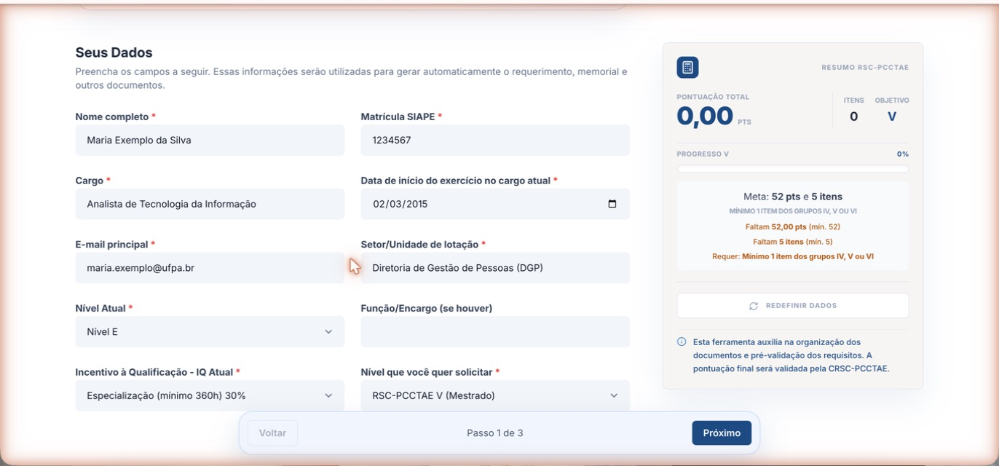 Seus Dados
Preencha os campos a seguir. Essas informações serão utilizadas para gerar automaticamente o requerimento, memorial e
outros documentos.
Nome completo *
Maria Exemplo da Silva
Matrícula SIAPE *
1234567
Cargo *
Analista de Tecnologia da Informação
Data de início do exercício no cargo atual *
02/03/2015
E-mail principal *
maria.exemplo@ufpa.br
Setor/Unidade de lotação *
Diretoria de Gestão de Pessoas (DGP)
Nível Atual *
Nível E
Função/Encargo (se houver)
Incentivo à Qualificação - IQ Atual *
Especialização (mínimo 360h) 30%
Nível que você quer solicitar *
RSC-PCCTAE V (Mestrado)
Voltar
Passo 1 de 3
Próximo
RESUMO RSC-PCCTAE
PONTUAÇÃO TOTAL
0,00 PTS
ITENS
0
OBJETIVO
V
PROGRESSO V
0%
Meta: 52 pts e 5 itens
MÍNIMO 1 ITEM DOS GRUPOS IV, V OU VI
Faltam 52,00 pts (mín. 52)
Faltam 5 itens (mín. 5)
Requer: Mínimo 1 item dos grupos IV, V ou VI
REDEFINIR DADOS
Esta ferramenta auxilia na organização dos
documentos e pré-validação dos requisitos. A
pontuação final será validada pela CRSC-PCCTAE.